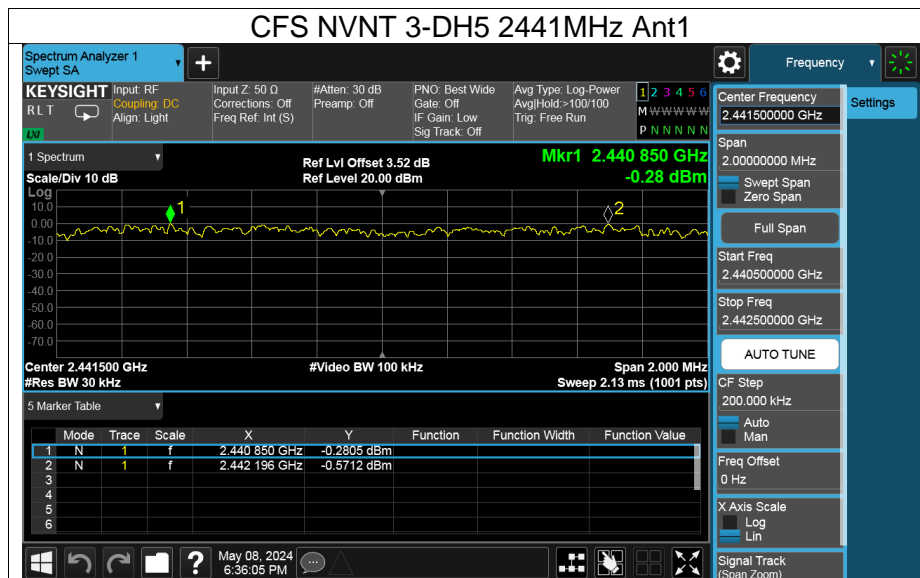 CFS NVNT 3-DH5 2441MHz Ant1
Spectrum Analyzer 1
Swept SA
+
Frequency
KEYSIGHT
RLT
LXI
Input: RF
Coupling: DC
Align: Light
Input Z: 50 Ω
Corrections: Off
Freq Ref: Int (S)
#Atten: 30 dB
Preamp: Off
PNO: Best Wide
Gate: Off
IF Gain: Low
Sig Track: Off
Avg Type: Log-Power
Avg|Hold:>100/100
Trig: Free Run
1 2 3 4 5 6
M W W W W W
P N N N N N
Center Frequency
2.441500000 GHz
Settings
Span
2.00000000 MHz
Swept Span
Zero Span
Full Span
Start Freq
2.440500000 GHz
Stop Freq
2.442500000 GHz
AUTO TUNE
CF Step
200.000 kHz
Auto
Man
Freq Offset
0 Hz
X Axis Scale
Log
Lin
Signal Track
(Span Zoom)
1 Spectrum
Scale/Div 10 dB
Ref Lvl Offset 3.52 dB
Ref Level 20.00 dBm
Mkr1 2.440 850 GHz
-0.28 dBm
Log
10.0
0.00
-10.0
-20.0
-30.0
-40.0
-50.0
-60.0
-70.0
1
2
Center 2.441500 GHz
#Res BW 30 kHz
#Video BW 100 kHz
Span 2.000 MHz
Sweep 2.13 ms (1001 pts)
5 Marker Table
Mode Trace Scale X Y Function Function Width Function Value
1 N 1 f 2.440 850 GHz -0.2805 dBm
2 N 1 f 2.442 196 GHz -0.5712 dBm
3
4
5
6
?
May 08, 2024
6:36:05 PM